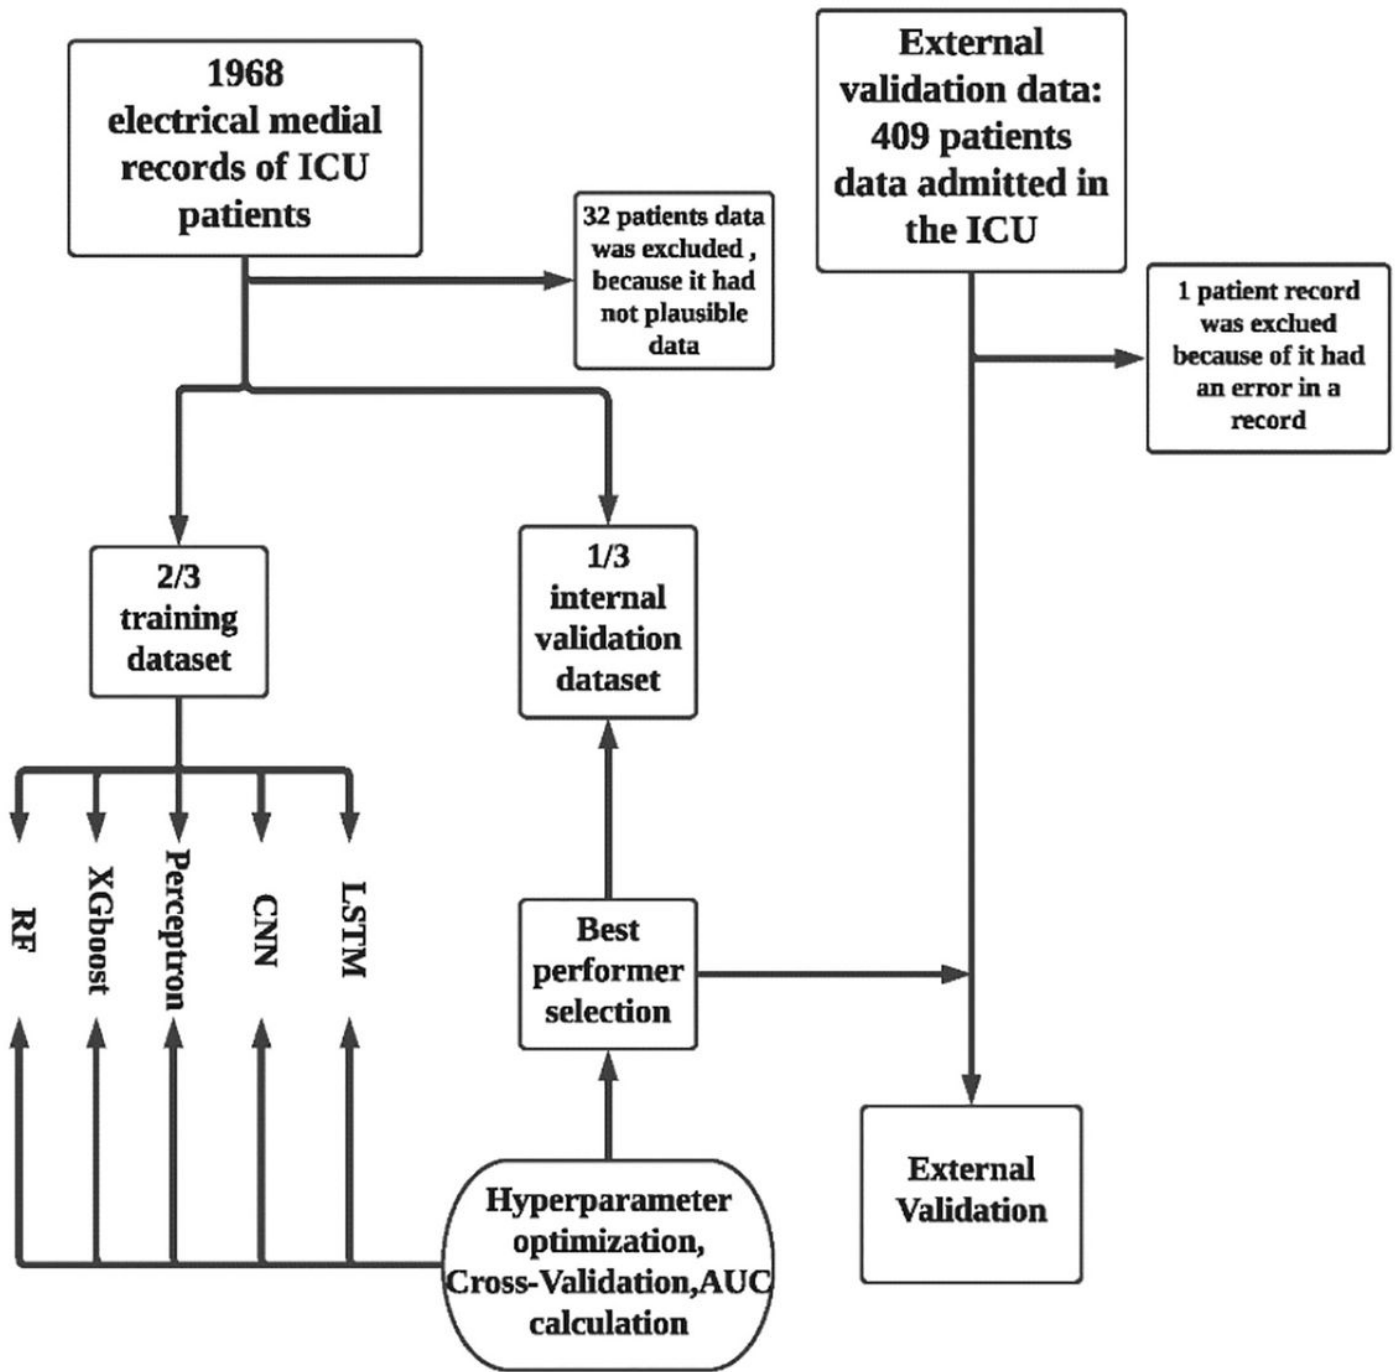 1968
electrical medial
records of ICU
patients
32 patients data
was excluded ,
because it had
not plausible
data
External
validation data:
409 patients
data admitted in
the ICU
1 patient record
was exclued
because of it had
an error in a
record
2/3
training
dataset
1/3
internal
validation
dataset
RF
XGboost
Perceptron
CNN
LSTM
Best
performer
selection
Hyperparameter
optimization,
Cross-Validation,AUC
calculation
External
Validation